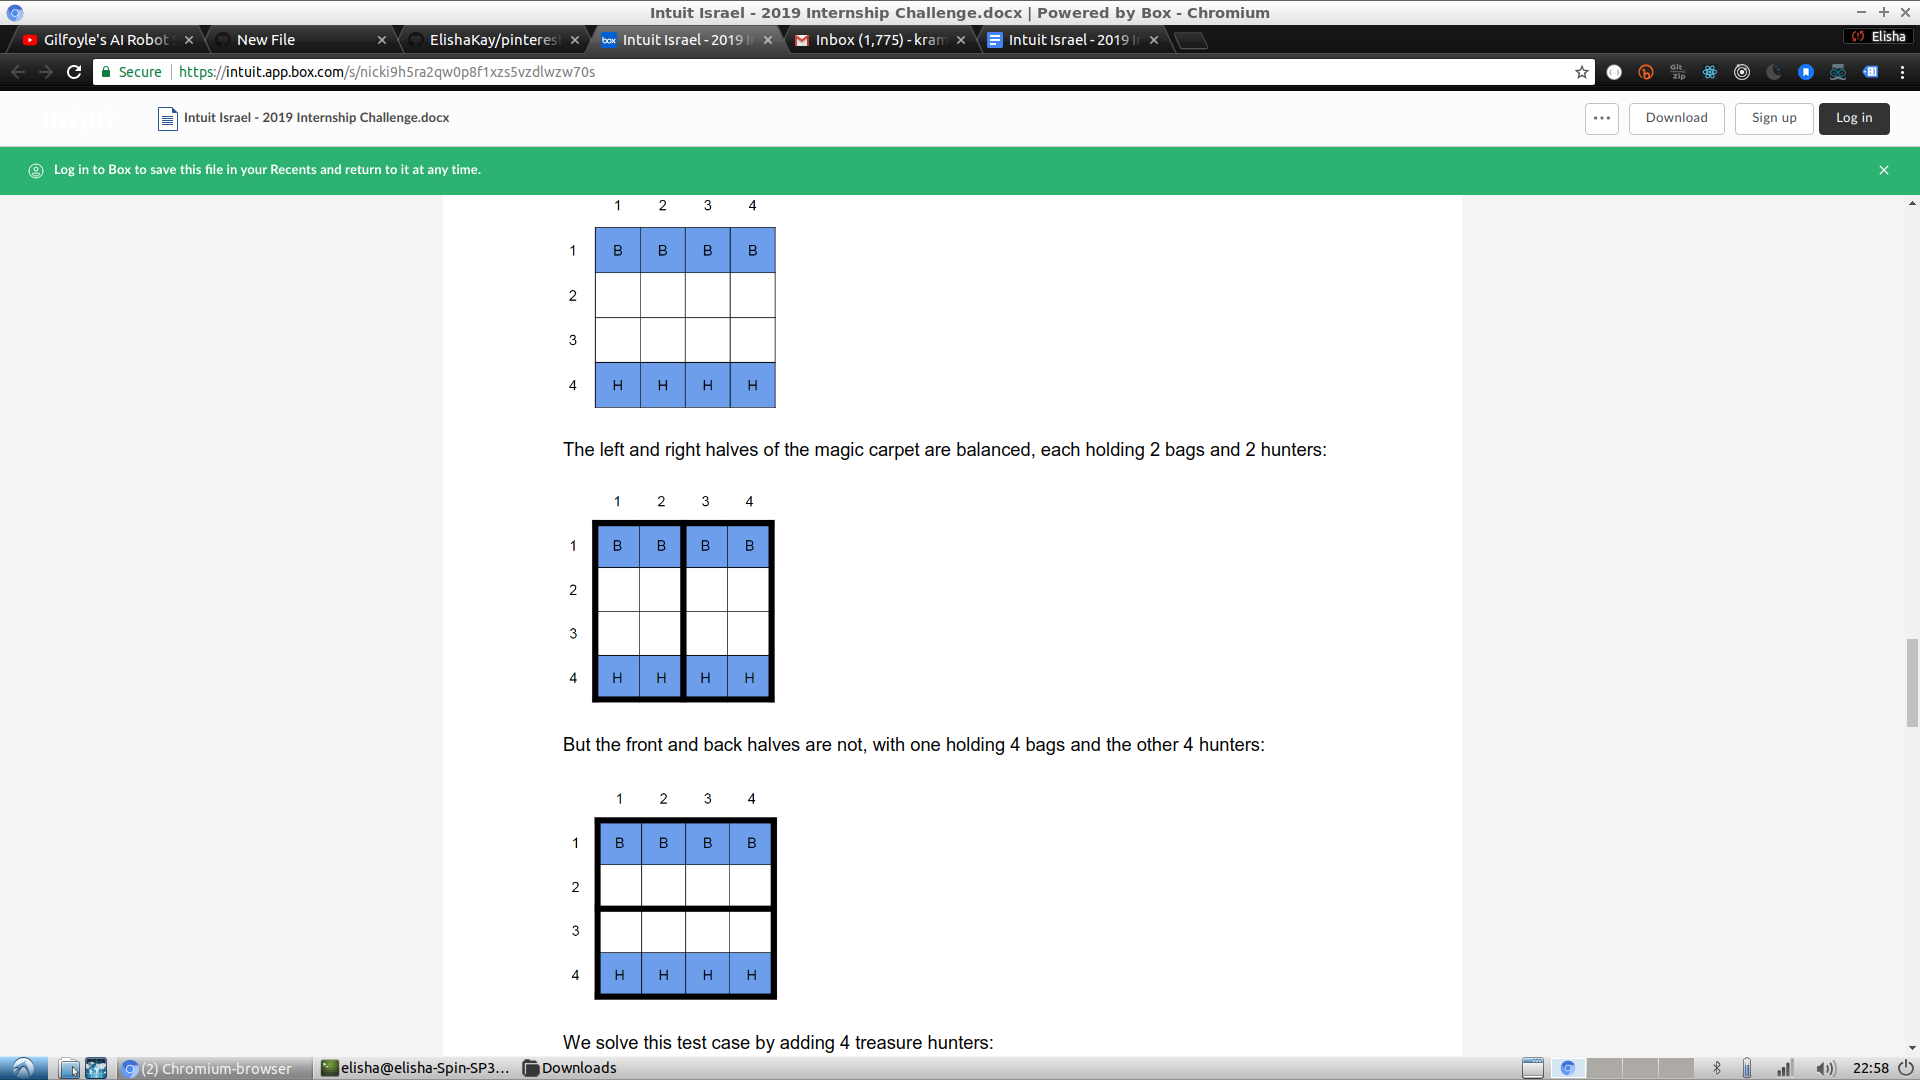 Intuit Israel - 2019 Internship Challenge.docx | Powered by Box - Chromium
Gilfoyle's AI Robot
New File
ElishaKay/pinteres
box Intuit Israel - 2019 I
Inbox (1,775) - kram
Intuit Israel - 2019 I
Elisha
Secure https://intuit.app.box.com/s/nicki9h5ra2qw0p8f1xzs5vzdlwzw70s
Git Zip
Intuit Israel - 2019 Internship Challenge.docx
Download
Sign up
Log in
Log in to Box to save this file in your Recents and return to it at any time.
1 2 3 4
1 B B B B
2
3
4 H H H H
The left and right halves of the magic carpet are balanced, each holding 2 bags and 2 hunters:
1 2 3 4
1 B B B B
2
3
4 H H H H
But the front and back halves are not, with one holding 4 bags and the other 4 hunters:
1 2 3 4
1 B B B B
2
3
4 H H H H
We solve this test case by adding 4 treasure hunters:
(2) Chromium-browser
elisha@elisha-Spin-SP3...
Downloads
22:58